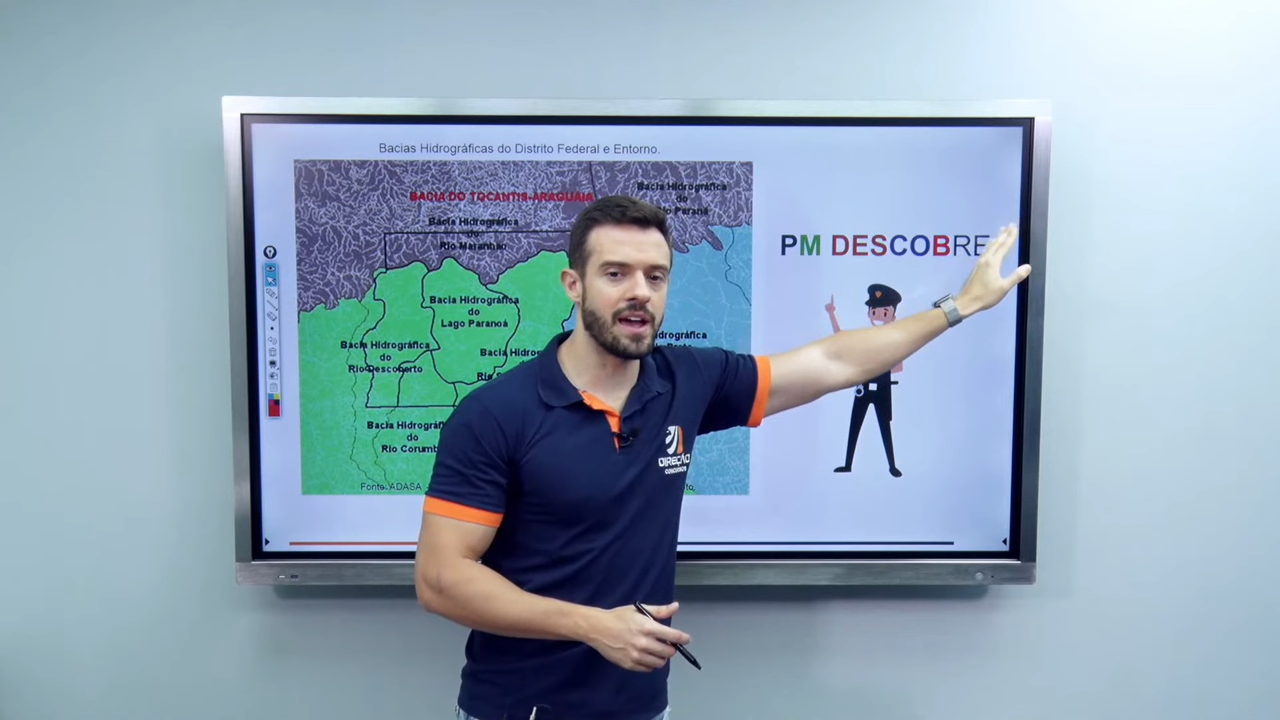 Bacias Hidrográficas do Distrito Federal e Entorno.
BACIA DO TOCANTIS-ARAGUAIA
Bacia Hidrográfica
do
Paraná
Bacia Hidrográfica
do
Rio Maranhão
PM DESCOBRE
Bacia Hidrográfica
do
Lago Paranoá
Bacia Hidrográfica
do
Rio Descoberto
Bacia
Hidrográfica
Bacia
do
Rio
Fonte: ADASA
DIREÇÃO
CONCURSOS